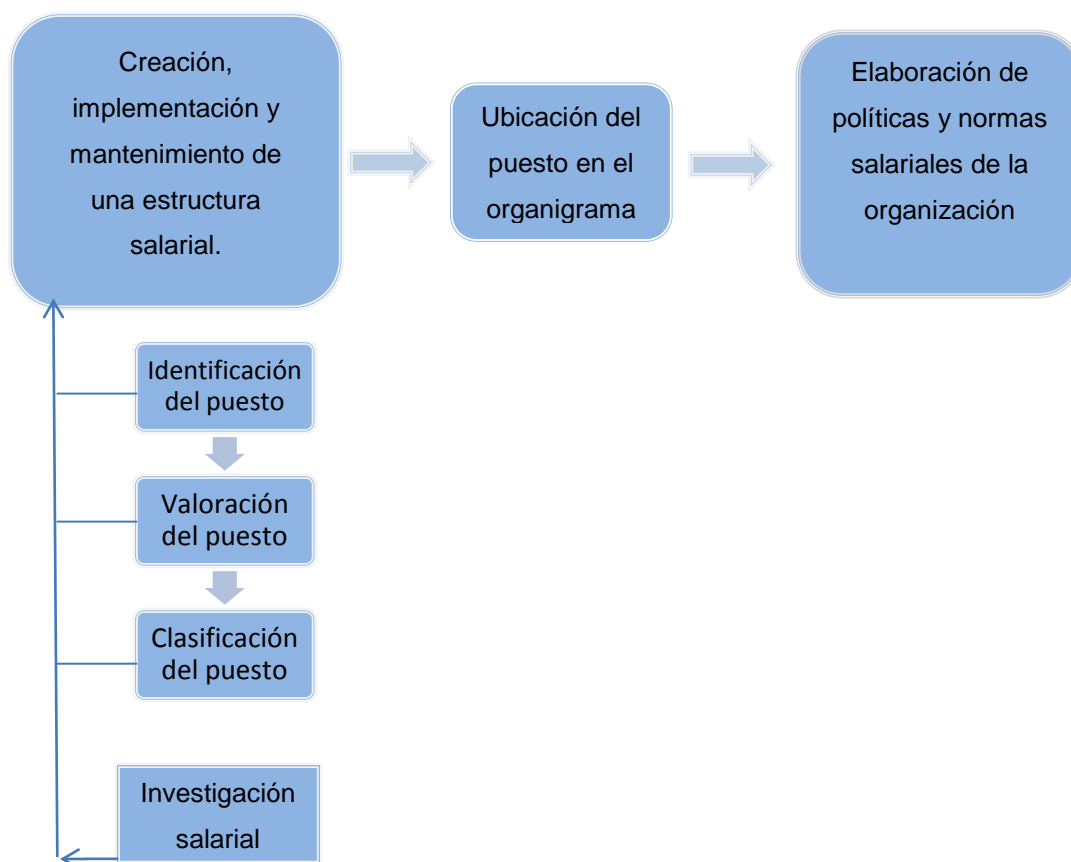 Creación,
implementación y
mantenimiento de
una estructura
salarial.
Ubicación del
puesto en el
organigrama
Elaboración de
políticas y normas
salariales de la
organización
Identificación
del puesto
Valoración
del puesto
Clasificación
del puesto
Investigación
salarial